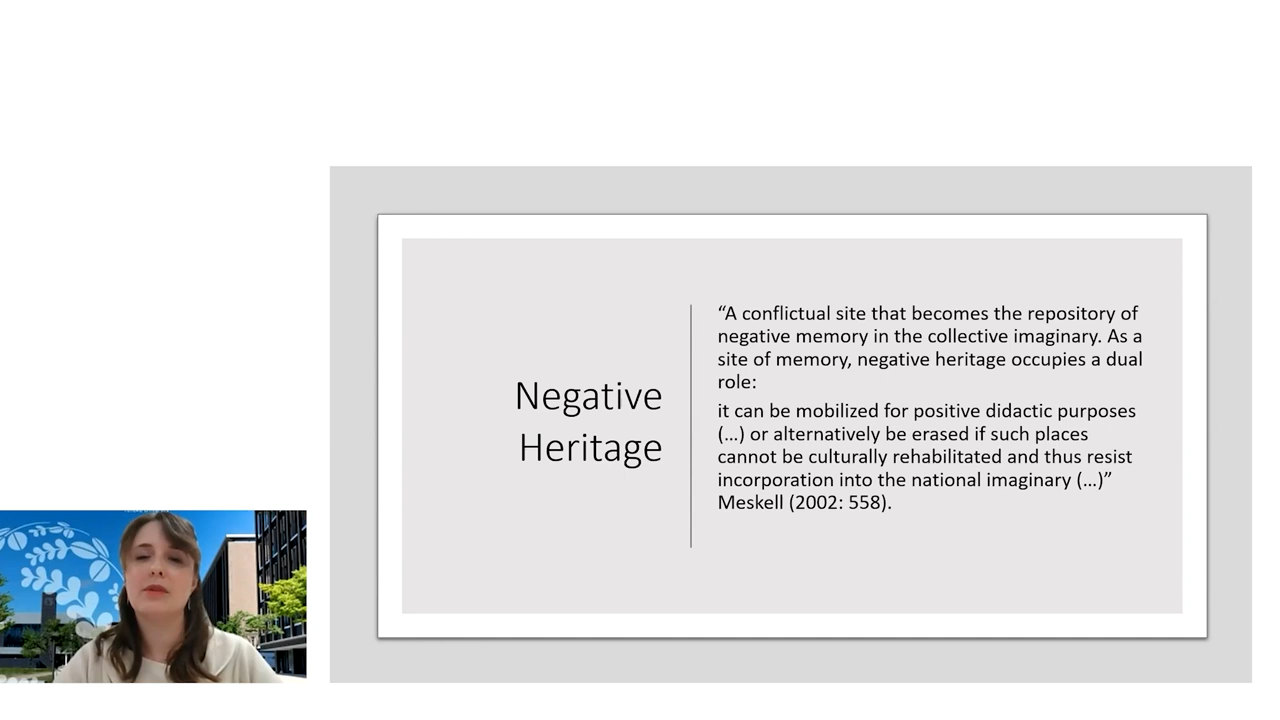 Negative
Heritage
“A conflictual site that becomes the repository of
negative memory in the collective imaginary. As a
site of memory, negative heritage occupies a dual
role:
it can be mobilized for positive didactic purposes
(...) or alternatively be erased if such places
cannot be culturally rehabilitated and thus resist
incorporation into the national imaginary (...)”
Meskell (2002: 558).